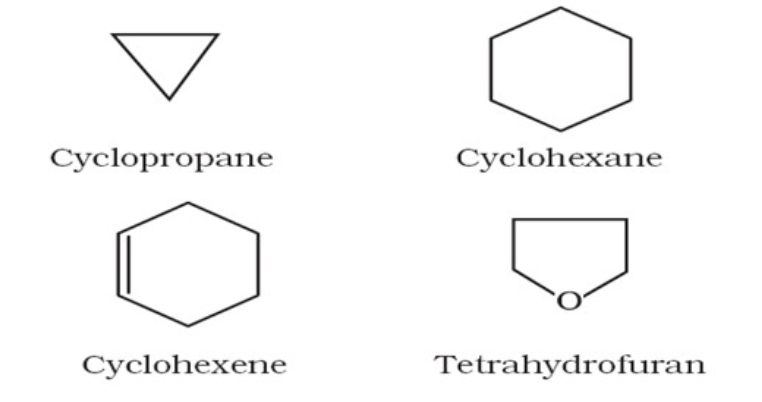 Cyclopropane
Cyclohexane
Cyclohexene
O
Tetrahydrofuran